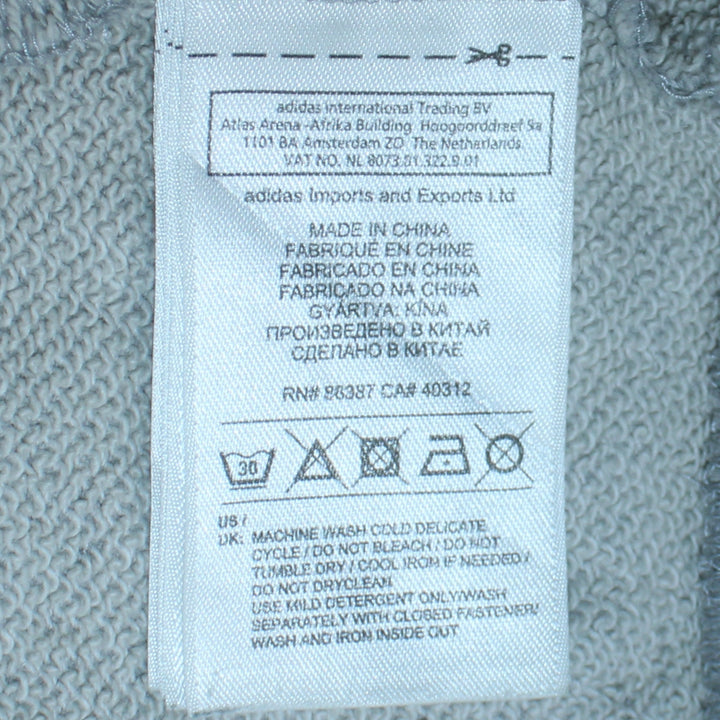 adidas International Trading BV
Atlas Arena -Afrika Building Hoogoorddreef 9a
1101 BA Amsterdam ZO The Netherlands
VAT NO. NL 8073.01.322.B.01
adidas Imports and Exports Ltd
MADE IN CHINA
FABRIQUÉ EN CHINE
FABRICADO EN CHINA
FABRICADO NA CHINA
GYÁRTVA: KÍNA
ПРОИЗВЕДЕНО В КИТАЙ
СДЕЛАНО В КИТАЕ
RN# 88387 CA# 40312
30
US /
UK: MACHINE WASH COLD DELICATE
CYCLE / DO NOT BLEACH / DO NOT
TUMBLE DRY / COOL IRON IF NEEDED /
DO NOT DRYCLEAN
USE MILD DETERGENT ONLY/WASH
SEPARATELY WITH CLOSED FASTENER/
WASH AND IRON INSIDE OUT